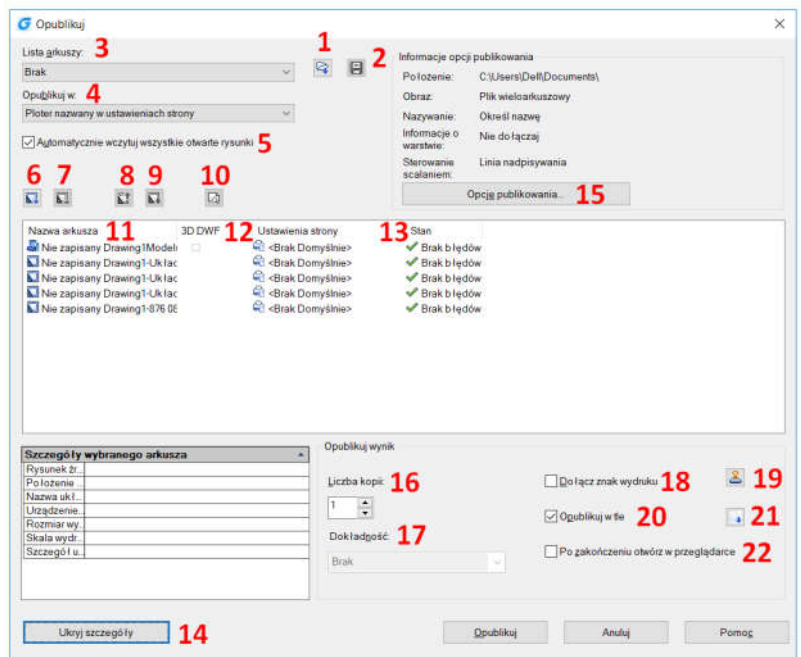 Opublikuj
Lista arkuszy: 3
1
2
Brak
Opublikuj w: 4
Ploter nazwany w ustawieniach strony
Automatycznie wczytuj wszystkie otwarte rysunki 5
Informacje opcji publikowania
Położenie: C:\Users\Dell\Documents\
Obraz: Plik wieloarkuszowy
Nazywanie: Określ nazwę
Informacje o warstwie: Nie dołączaj
Sterowanie scalaniem: Linia nadpisywania
Opcje publikowania... 15
6 7 8 9 10
Nazwa arkusza 11 3D DWF 12 Ustawienia strony 13 Stan
Nie zapisany Drawing1Modelu <Brak Domyślnie> Brak błędów
Nie zapisany Drawing1-Układ <Brak Domyślnie> Brak błędów
Nie zapisany Drawing1-Układ <Brak Domyślnie> Brak błędów
Nie zapisany Drawing1-Układ <Brak Domyślnie> Brak błędów
Nie zapisany Drawing1-876 08 <Brak Domyślnie> Brak błędów
Szczegóły wybranego arkusza
Rysunek źr...
Położenie ...
Nazwa ukł...
Urządzenie...
Rozmiar wy...
Skala wydr...
Szczegół u...
Opublikuj wynik
Liczba kopii: 16
1
Dokładność: 17
Brak
Dołącz znak wydruku 18 19
Opublikuj w tle 20 21
Po zakończeniu otwórz w przeglądarce 22
Ukryj szczegóły 14
Opublikuj
Anuluj
Pomoc